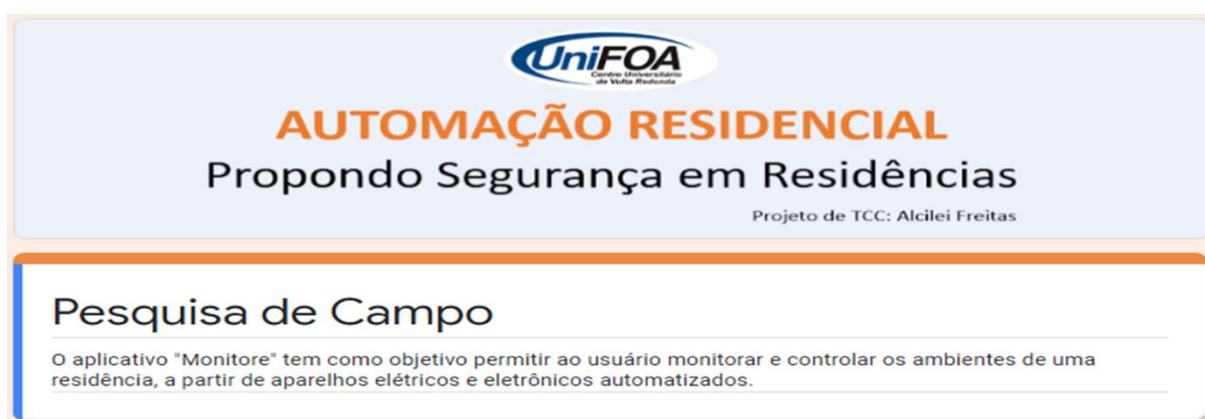 UniFOA
Centro Universitário
de Volta Redonda
AUTOMAÇÃO RESIDENCIAL
Propondo Segurança em Residências
Projeto de TCC: Alcilei Freitas
Pesquisa de Campo
O aplicativo "Monitore" tem como objetivo permitir ao usuário monitorar e controlar os ambientes de uma
residência, a partir de aparelhos elétricos e eletrônicos automatizados.